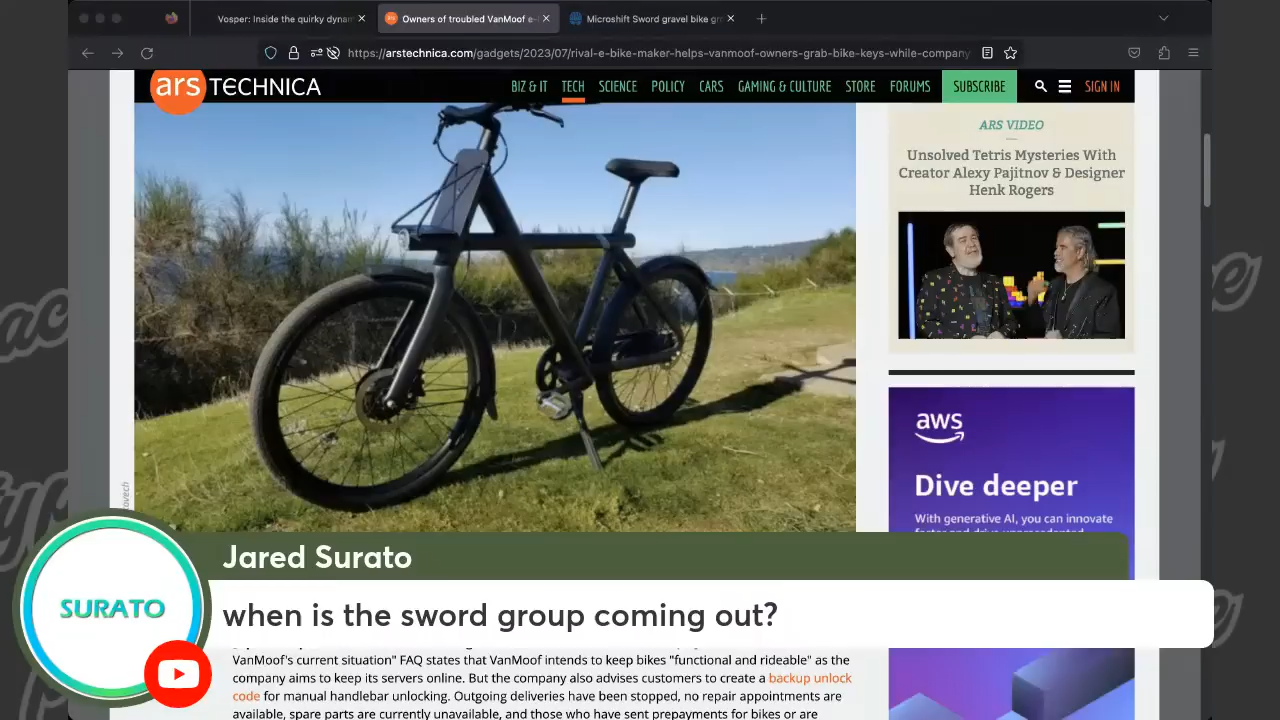 Vosper: Inside the quirky dynam
Owners of troubled VanMoof e-
Microshift Sword gravel bike gr
https://arstechnica.com/gadgets/2023/07/rival-e-bike-maker-helps-vanmoof-owners-grab-bike-keys-while-company
ars TECHNICA
BIZ & IT TECH SCIENCE POLICY CARS GAMING & CULTURE STORE FORUMS SUBSCRIBE SIGN IN
ARS VIDEO
Unsolved Tetris Mysteries With
Creator Alexy Pajitnov & Designer
Henk Rogers
aws
Dive deeper
With generative AI, you can innovate
Jared Surato
SURATO
when is the sword group coming out?
VanMoof's current situation" FAQ states that VanMoof intends to keep bikes "functional and rideable" as the
company aims to keep its servers online. But the company also advises customers to create a backup unlock
code for manual handlebar unlocking. Outgoing deliveries have been stopped, no repair appointments are
available, spare parts are currently unavailable, and those who have sent prepayments for bikes or are